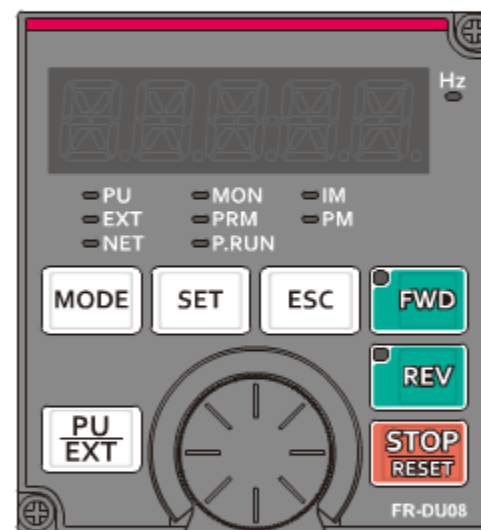 Hz
PU MON IM
EXT PRM PM
NET P.RUN
MODE SET ESC FWD
REV
PU
EXT
STOP
RESET
FR-DU08